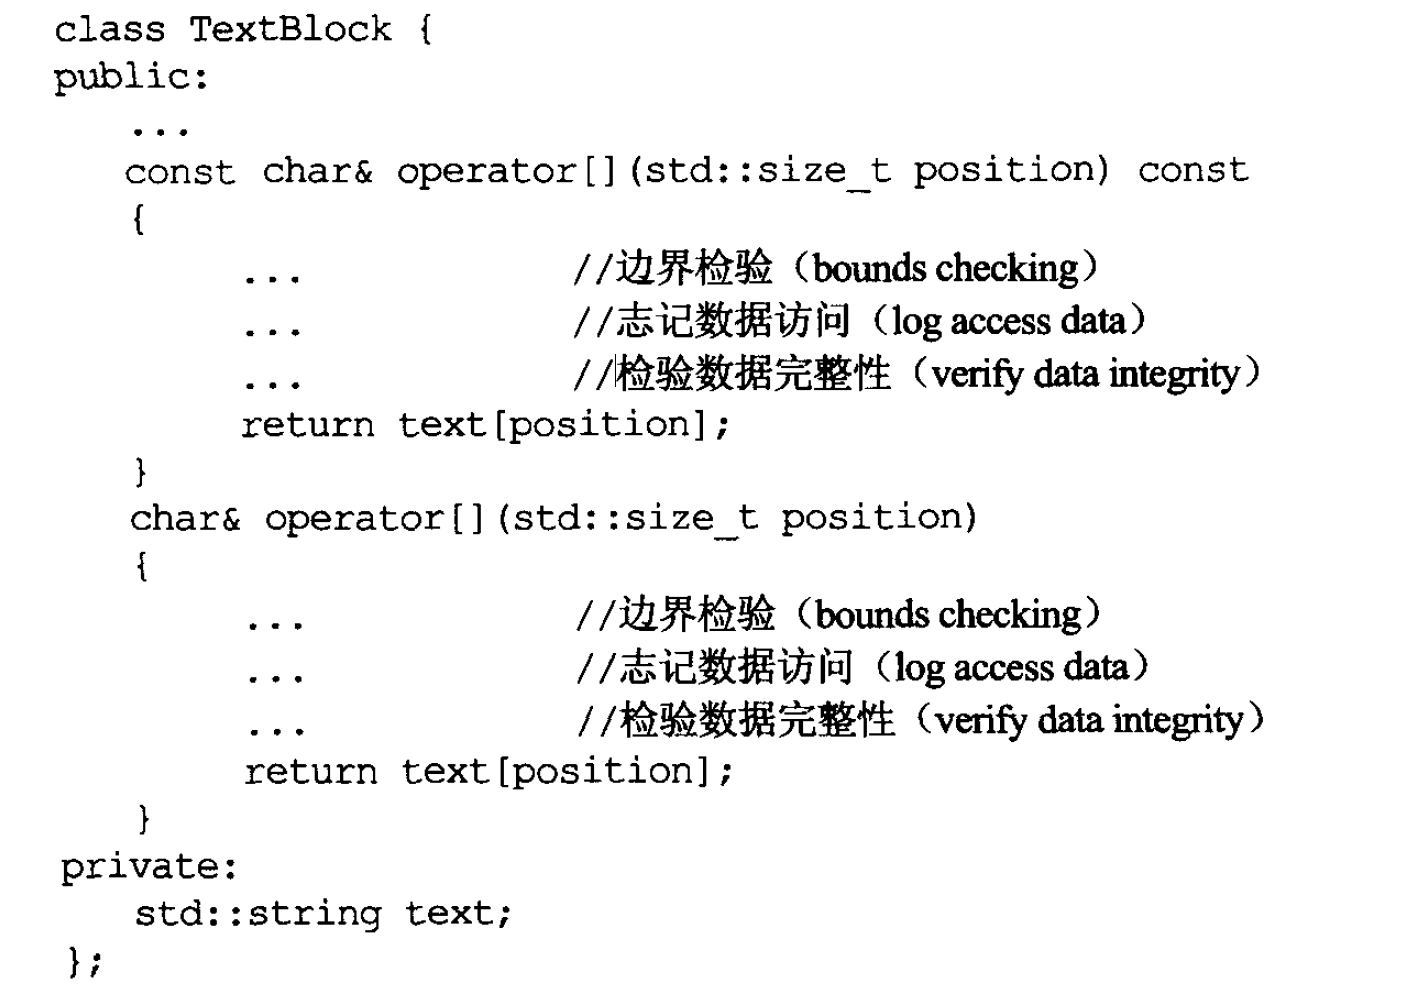 class TextBlock {
public:
...
const char& operator[](std::size_t position) const
{
... //边界检验（bounds checking）
... //志记数据访问（log access data）
... //检验数据完整性（verify data integrity）
return text[position];
}
char& operator[](std::size_t position)
{
... //边界检验（bounds checking）
... //志记数据访问（log access data）
... //检验数据完整性（verify data integrity）
return text[position];
}
private:
std::string text;
};